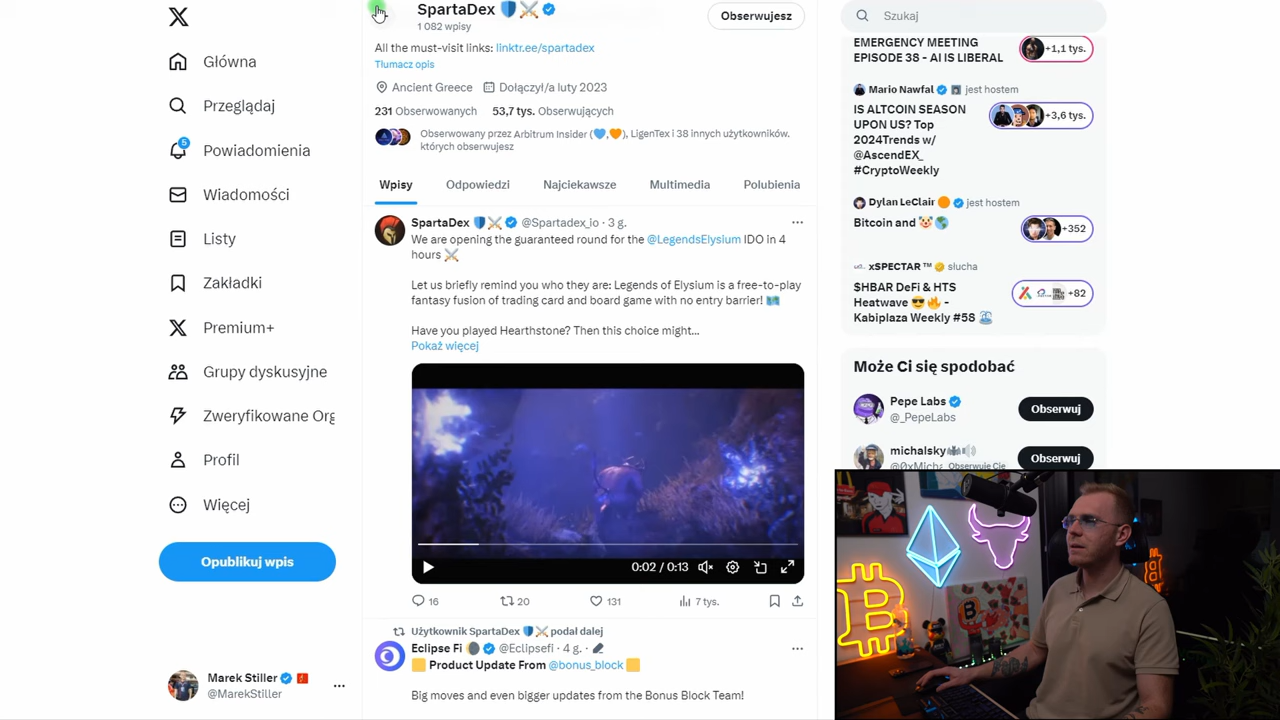 Główna
Przeglądaj
5
Powiadomienia
Wiadomości
Listy
Zakładki
Premium+
Grupy dyskusyjne
Zweryfikowane Org
Profil
Więcej
Opublikuj wpis
Marek Stiller
@MarekStiller
SpartaDex
1 082 wpisy
Obserwujesz
All the must-visit links: linktr.ee/spartadex
Tłumacz opis
Ancient Greece Dołączył/a luty 2023
231 Obserwowanych 53,7 tys. Obserwujących
Obserwowany przez Arbitrum Insider (💙,🧡), LigenTex i 38 innych użytkowników,
których obserwujesz
Wpisy Odpowiedzi Najciekawsze Multimedia Polubienia
SpartaDex 🛡️⚔️ @Spartadex_io · 3 g.
We are opening the guaranteed round for the @LegendsElysium IDO in 4
hours ⚔️
Let us briefly remind you who they are: Legends of Elysium is a free-to-play
fantasy fusion of trading card and board game with no entry barrier! 🗺️
Have you played Hearthstone? Then this choice might...
Pokaż więcej
0:02 / 0:13
16 20 131 7 tys.
Użytkownik SpartaDex 🛡️⚔️ podał dalej
Eclipse Fi @Eclipsefi · 4 g.
🟨 Product Update From @bonus_block 🟨
Big moves and even bigger updates from the Bonus Block Team!
Szukaj
EMERGENCY MEETING
EPISODE 38 - AI IS LIBERAL
+1,1 tys.
Mario Nawfal jest hostem
IS ALTCOIN SEASON
UPON US? Top
2024Trends w/
@AscendEX_
#CryptoWeekly
+3,6 tys.
Dylan LeClair 🟠 jest hostem
Bitcoin and 🤡🌎
+352
xSPECTAR ™ słucha
$HBAR DeFi & HTS
Heatwave 😎🔥 -
Kabiplaza Weekly #58
+82
Może Ci się spodobać
Pepe Labs
@_PepeLabs
Obserwuj
michalsky
Obserwuje Cię
Obserwuj